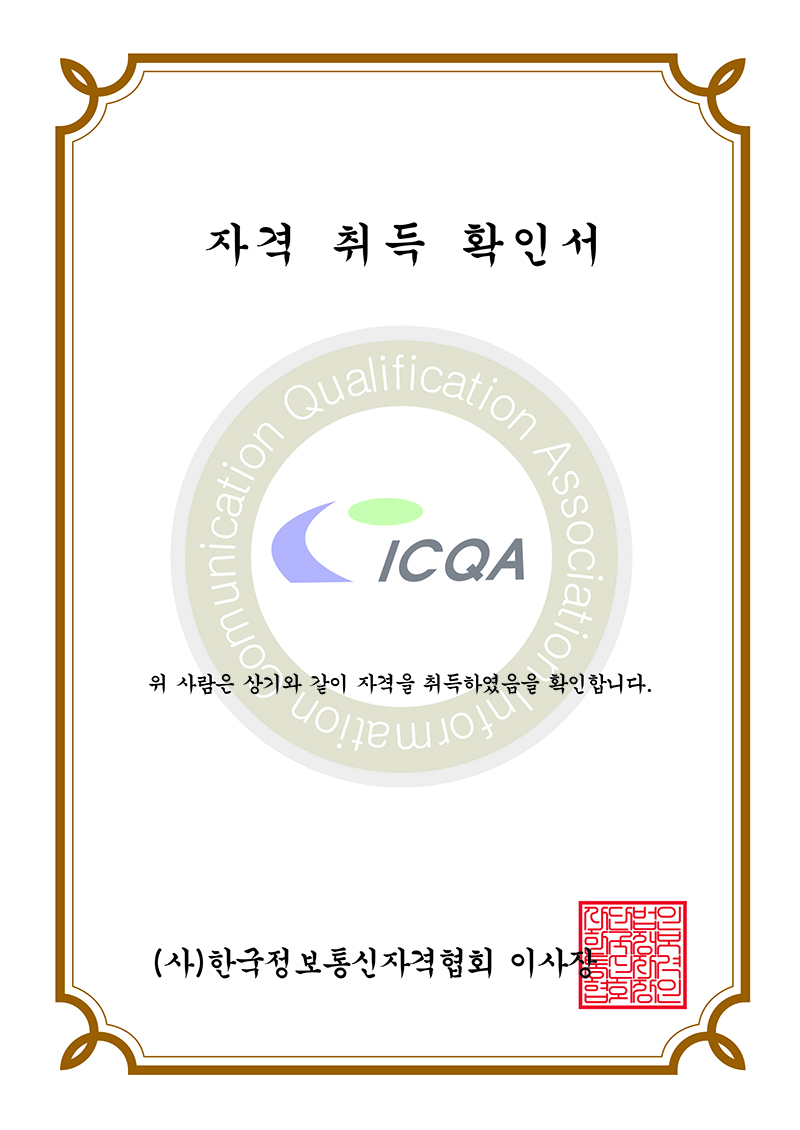 자격 취득 확인서
Information Comunication Qualification Association
ICQA
위 사람은 상기와 같이 자격을 취득하였음을 확인합니다.
(사)한국정보통신자격협회 이사장